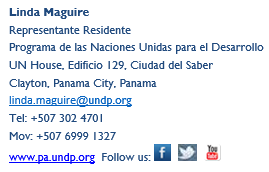 Linda Maguire
Representante Residente
Programa de las Naciones Unidas para el Desarrollo
UN House, Edificio 129, Ciudad del Saber
Clayton, Panama City, Panama
linda.maguire@undp.org
Tel: +507 302 4701
Mov: +507 6999 1327
www.pa.undp.org Follow us: f You Tube